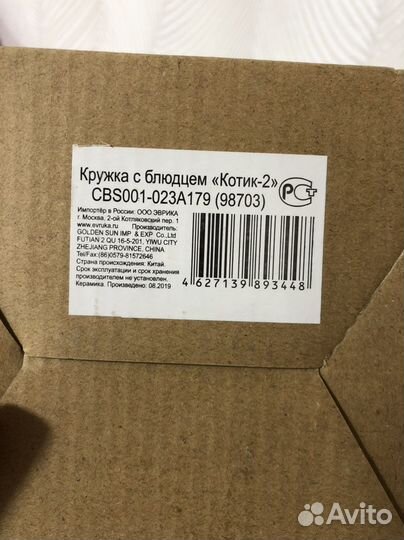 Кружка с блюдцем «Котик-2»
CBS001-023A179 (98703)
Импортёр в России: ООО ЭВРИКА
г. Москва, 2-ой Котляковский пер. 1
www.evruka.ru Производитель:
GOLDEN SUN IMP. & EXP. Co.,Ltd
FUTIAN 2 QU 16-5-201, YIWU CITY
ZHEJIANG PROVINCE, CHINA
Tel/Fax:(86)0579-81572646
Страна происхождения: Китай.
Срок эксплуатации и срок хранения
производителем не установлен.
Керамика. Произведено: 08.2019
4 627139 893448
РСТ
Avito